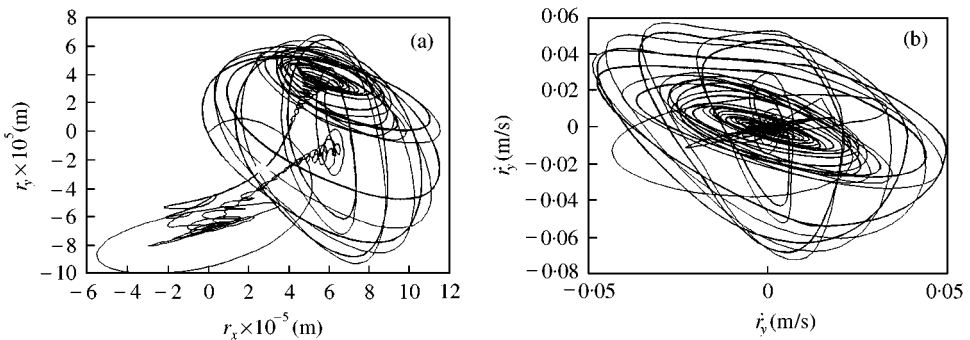 (a)
8
6
4
2
0
−2
−4
−6
−8
−10
r_y × 10^{−5} (m)
−6 −4 −2 0 2 4 6 8 10 12
r_x × 10^{−5} (m)
(b)
0·06
0·04
0·02
0
−0·02
−0·04
−0·06
−0·08
ṙ_y (m/s)
−0.05 0 0.05
ṙ_y (m/s)